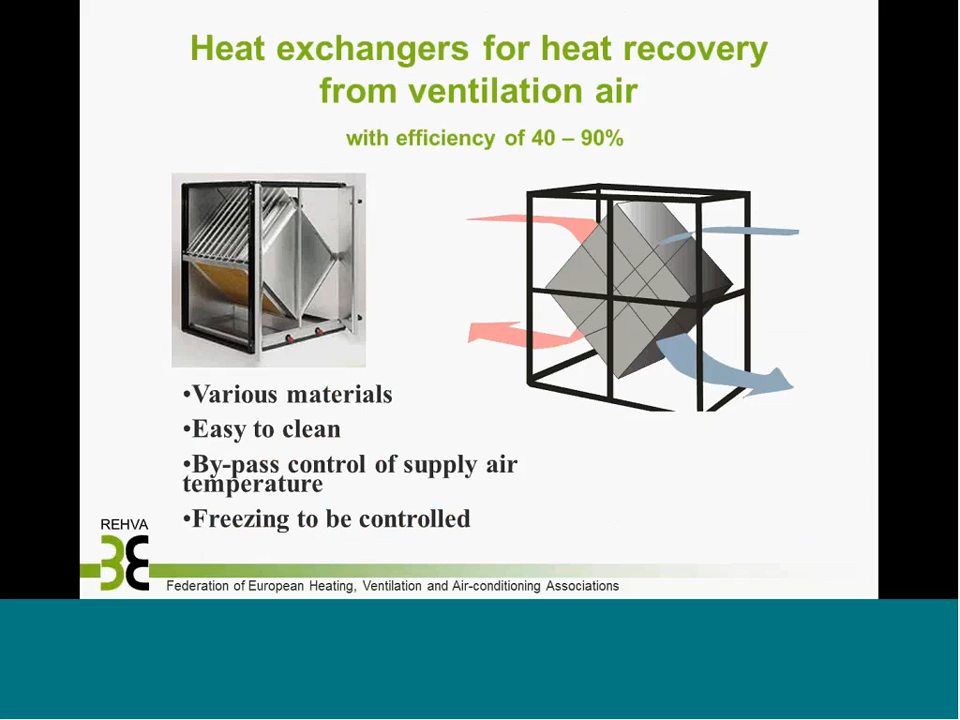 Heat exchangers for heat recovery
from ventilation air
with efficiency of 40 – 90%
•Various materials
•Easy to clean
•By-pass control of supply air
temperature
•Freezing to be controlled
REHVA
Federation of European Heating, Ventilation and Air-conditioning Associations